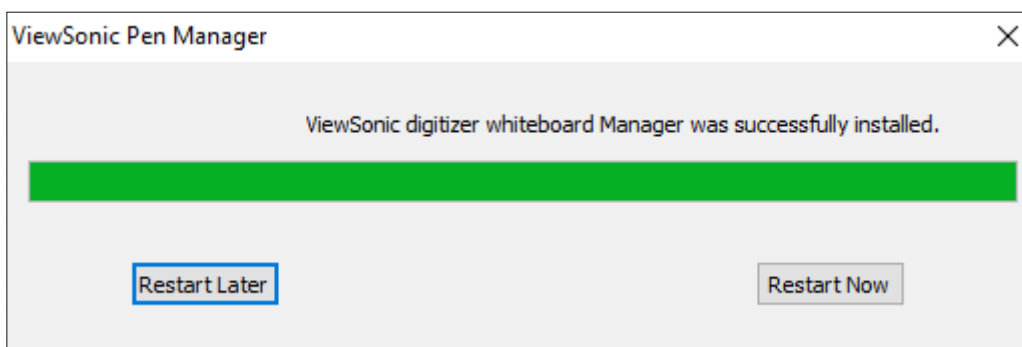 ViewSonic Pen Manager
ViewSonic digitizer whiteboard Manager was successfully installed.
Restart Later
Restart Now